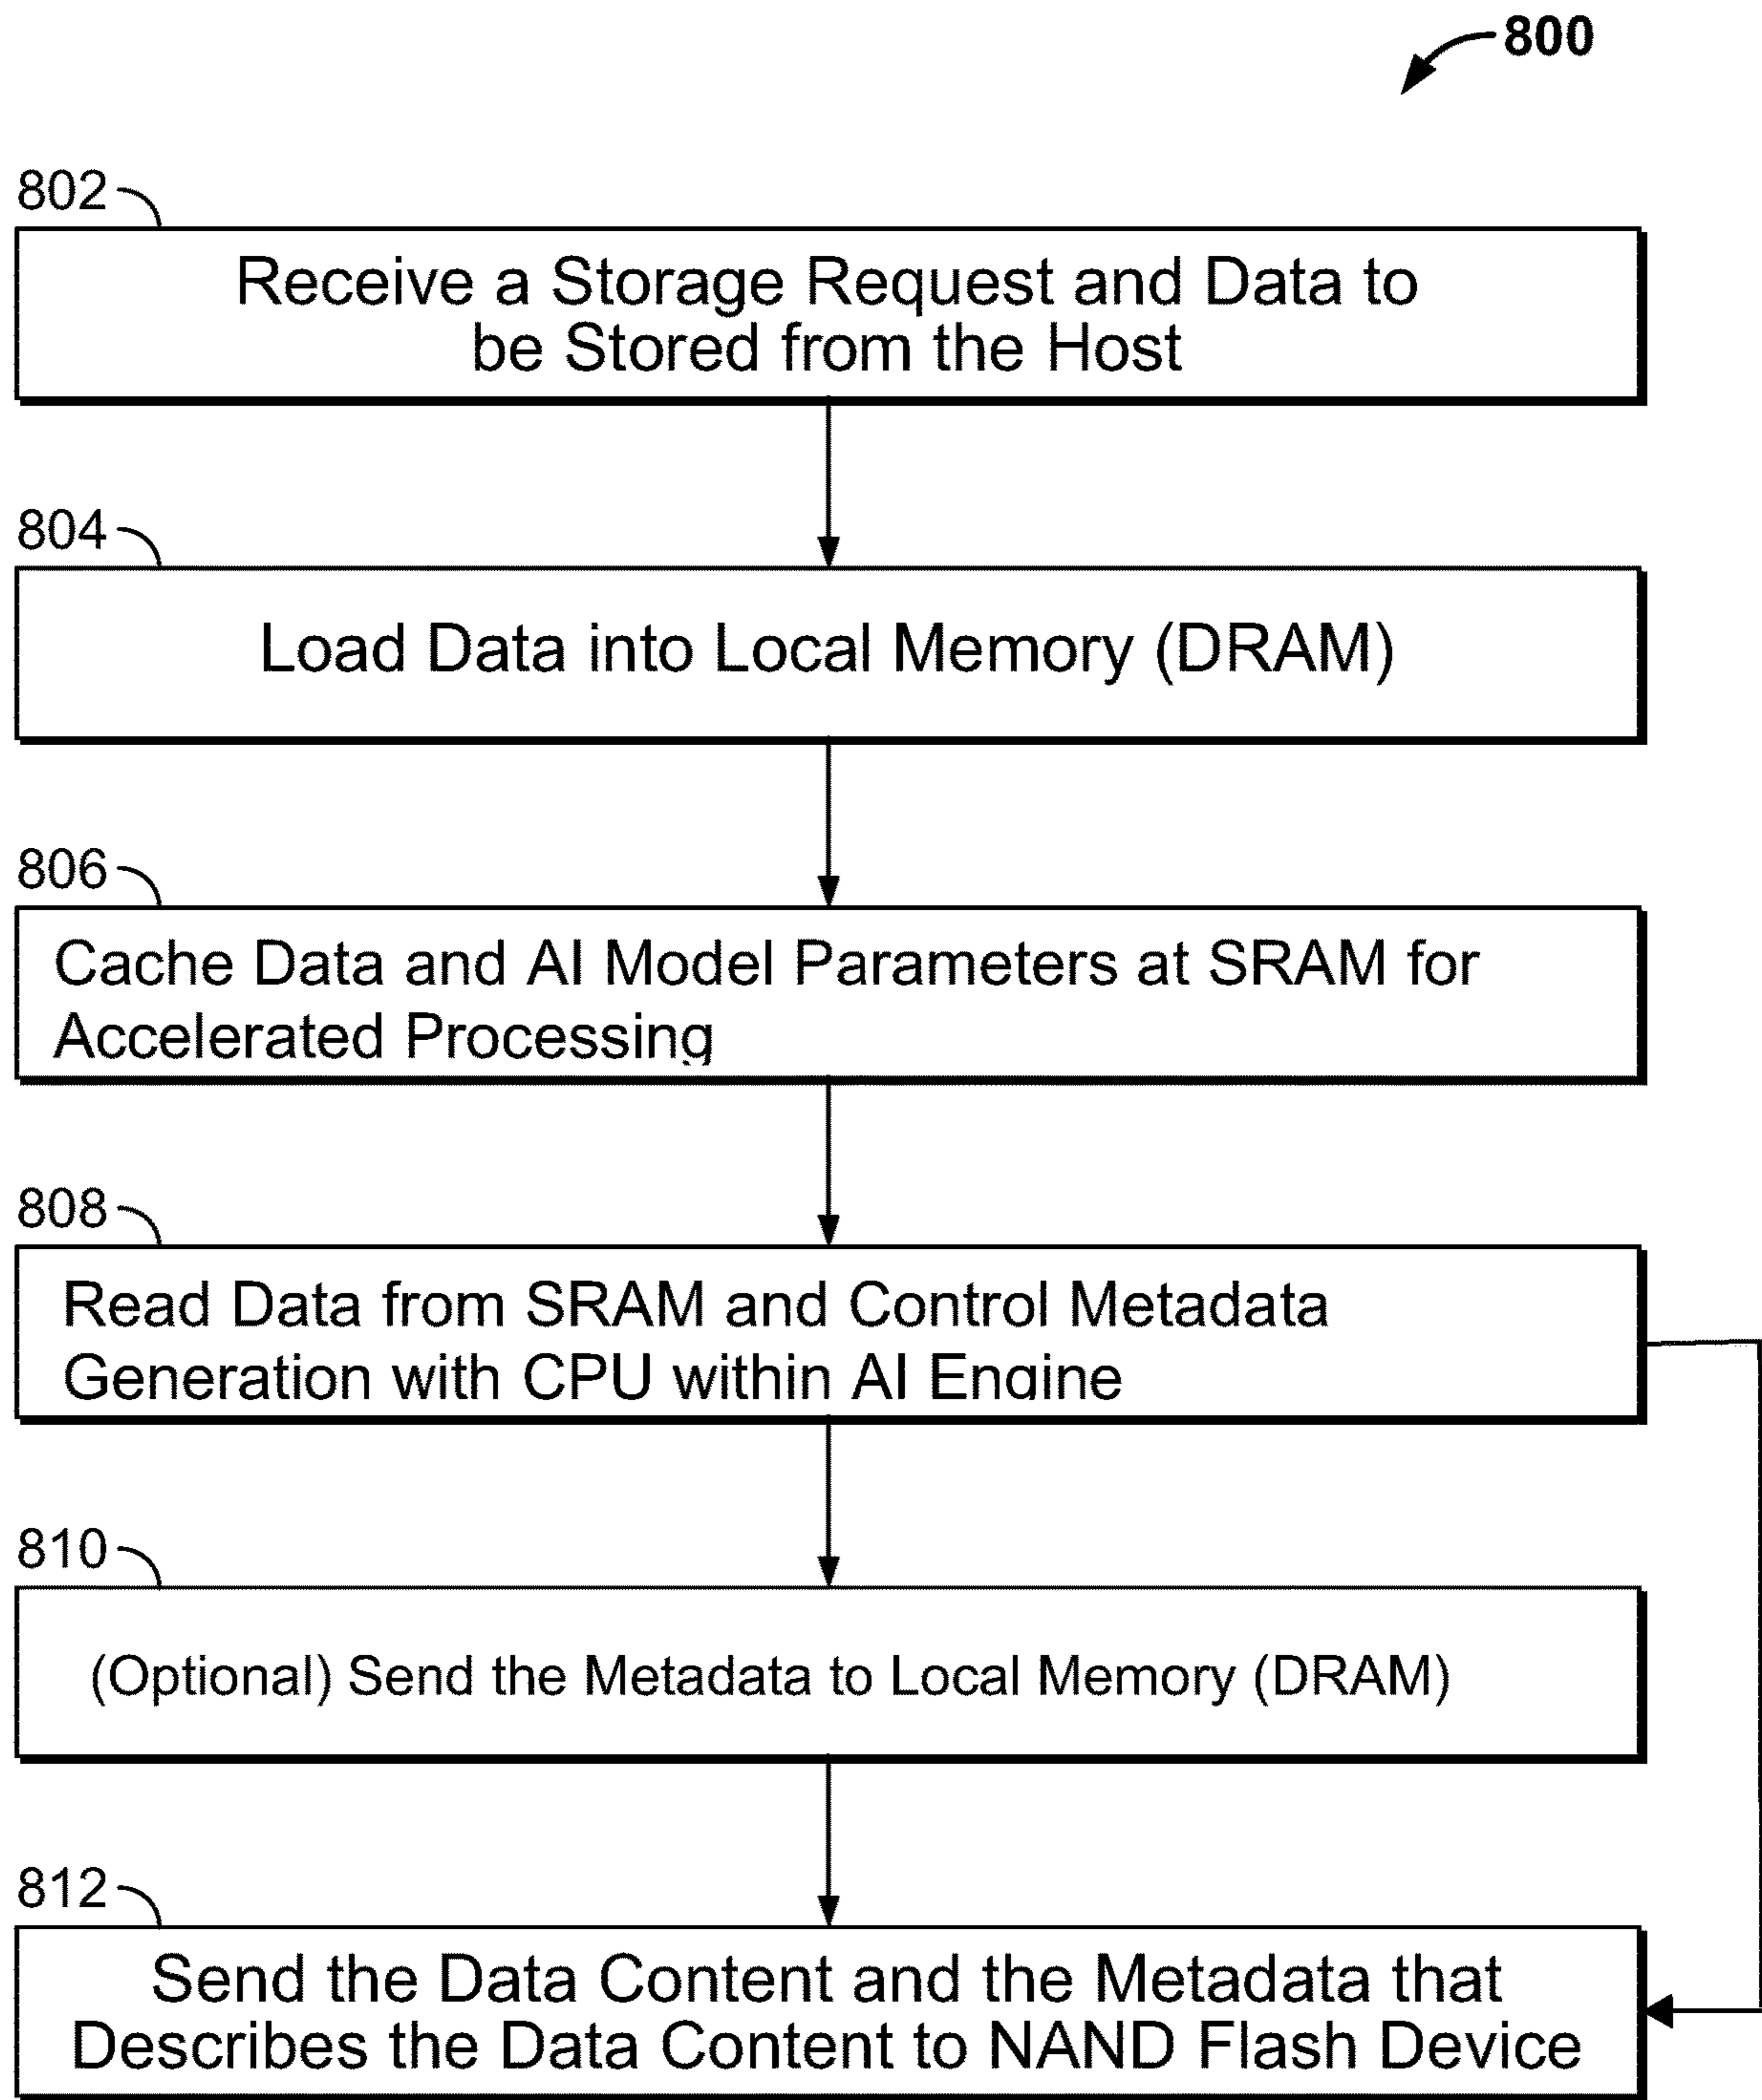 800
802
Receive a Storage Request and Data to
be Stored from the Host
804
Load Data into Local Memory (DRAM)
806
Cache Data and AI Model Parameters at SRAM for
Accelerated Processing
808
Read Data from SRAM and Control Metadata
Generation with CPU within AI Engine
810
(Optional) Send the Metadata to Local Memory (DRAM)
812
Send the Data Content and the Metadata that
Describes the Data Content to NAND Flash Device